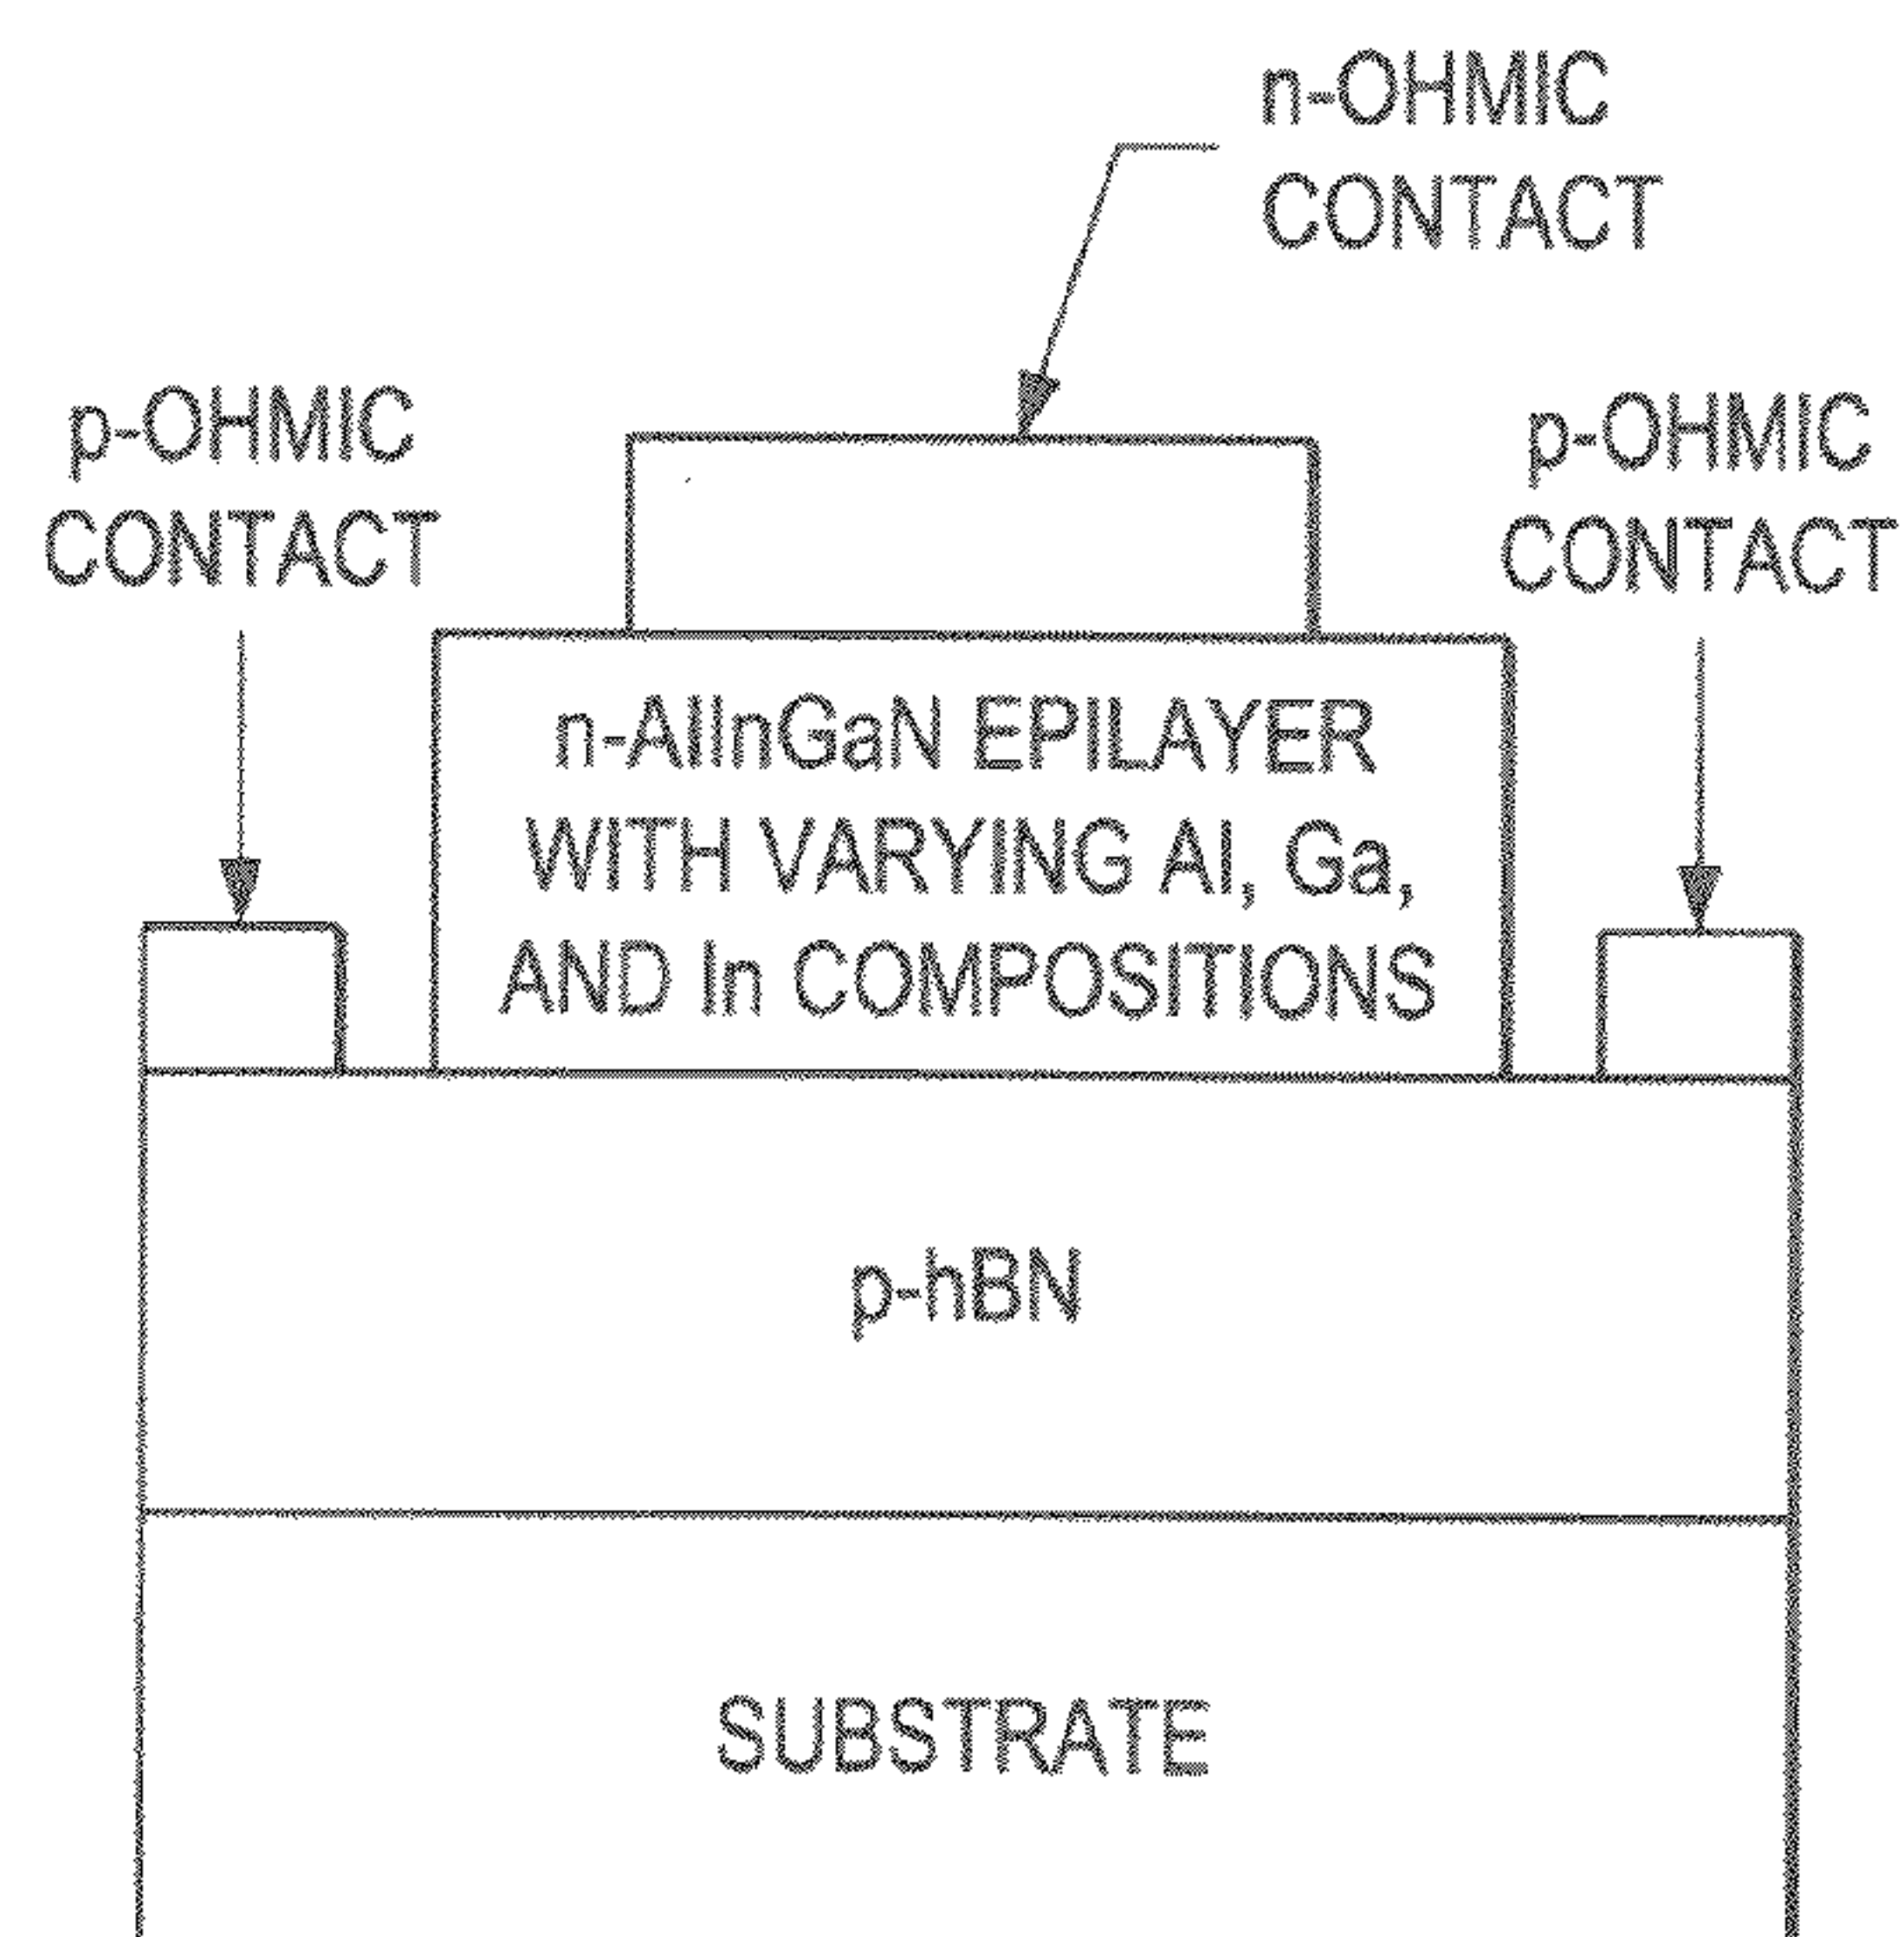 n-OHMIC
CONTACT
p-OHMIC
CONTACT
p-OHMIC
CONTACT
n-AlInGaN EPILAYER
WITH VARYING Al, Ga,
AND In COMPOSITIONS
p-hBN
SUBSTRATE